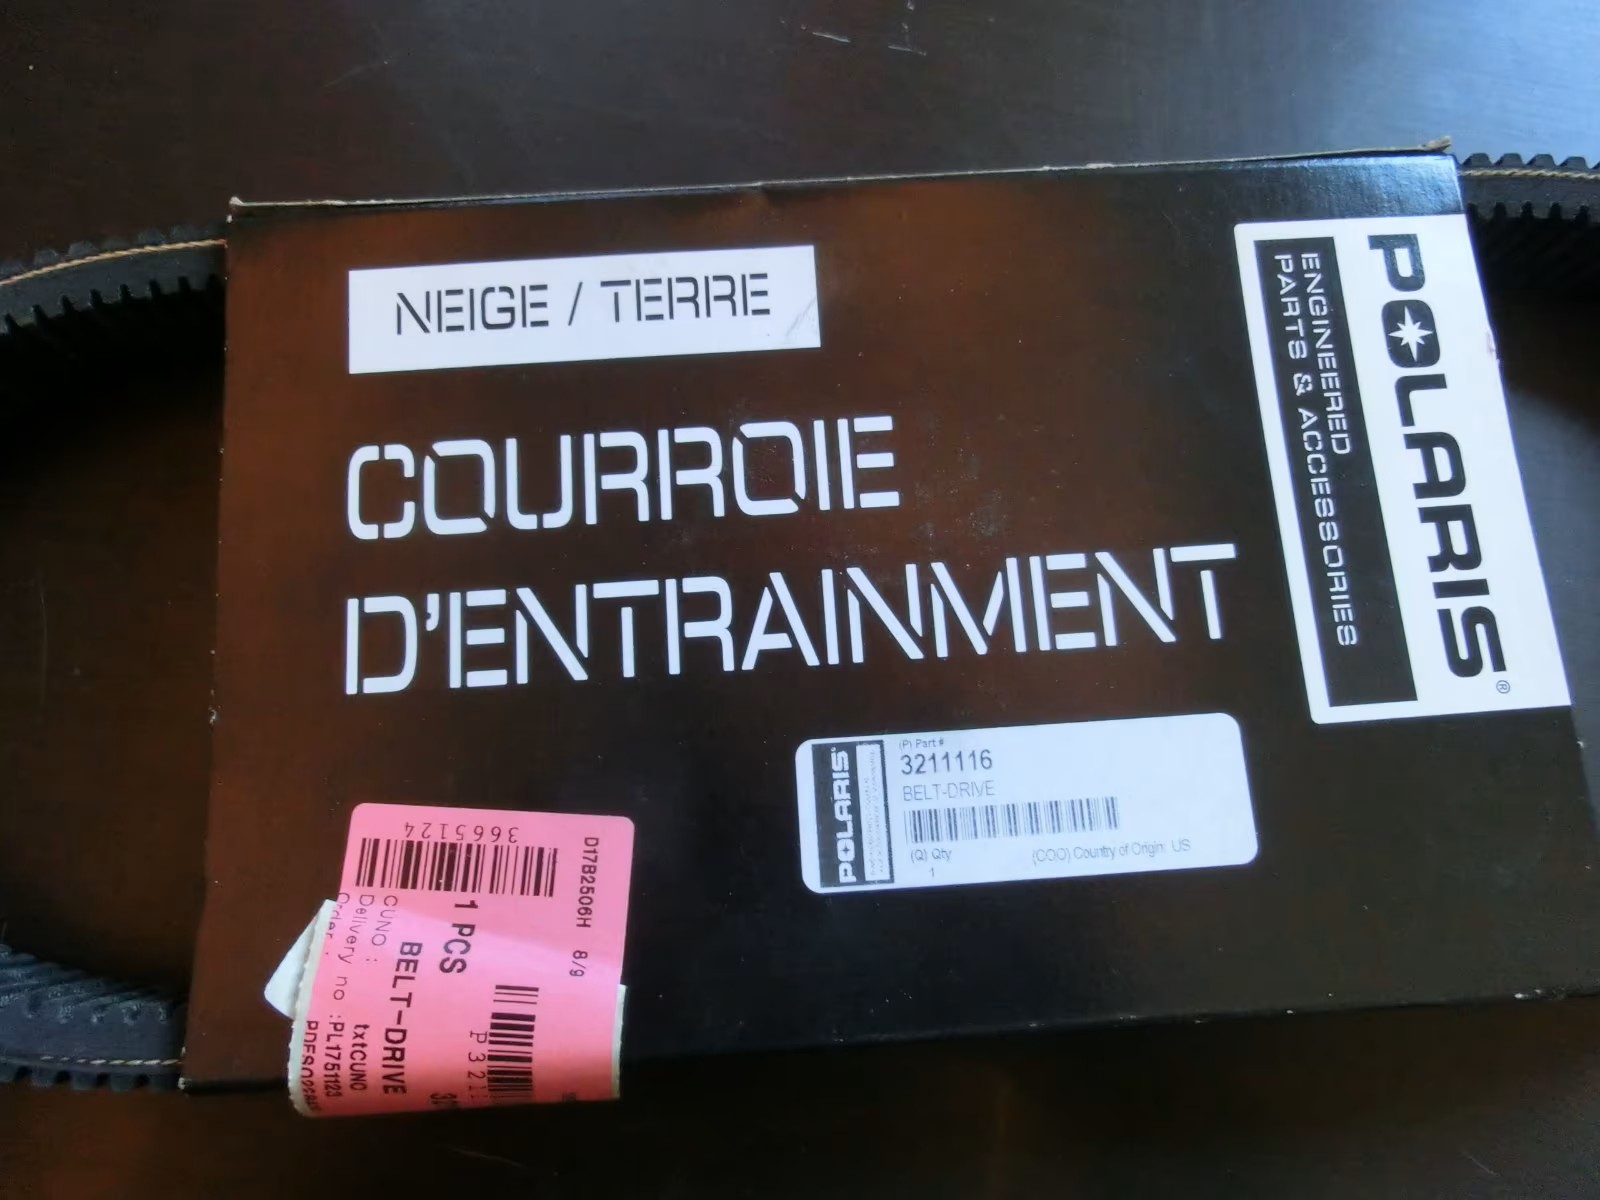 NEIGE / TERRE
COURROIE
D'ENTRAINMENT
POLARIS®
ENGINEERED
PARTS & ACCESSORIES
POLARIS
(P) Part #
3211116
BELT-DRIVE
(Q) Qty
(COO) Country of Origin: US
1
D17B2506H 8/9
3665124
1 PCS
BELT-DRIVE
CUNO :
txtCUNO
Delivery no :PL1751123